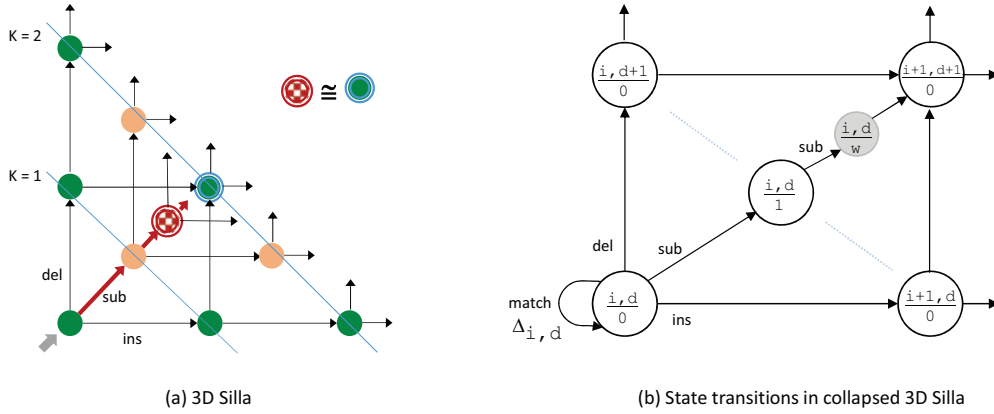 K = 2
≅
K = 1
del
sub
ins
(a) 3D Silla
i,d+1
0
i+1,d+1
0
i,d
w
sub
i,d
1
del
sub
match
Δi,d
i,d
0
ins
i+1,d
0
(b) State transitions in collapsed 3D Silla